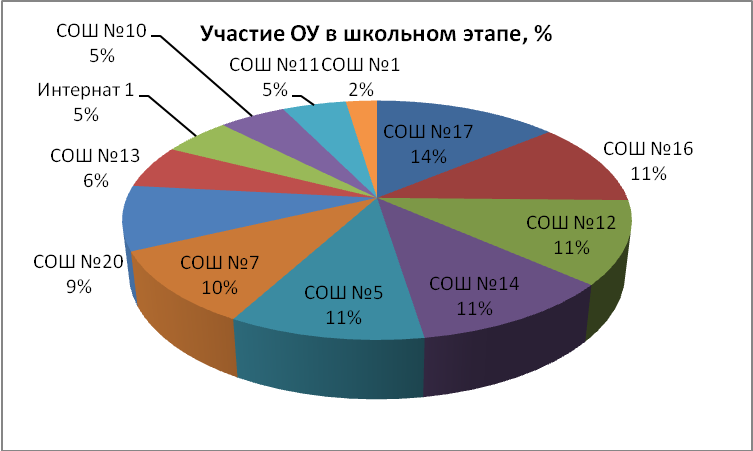 Участие ОУ в школьном этапе, %
СОШ №17
14%
СОШ №16
11%
СОШ №12
11%
СОШ №14
11%
СОШ №5
11%
СОШ №7
10%
СОШ №20
9%
СОШ №13
6%
Интернат 1
5%
СОШ №10
5%
СОШ №11
5%
СОШ №1
2%